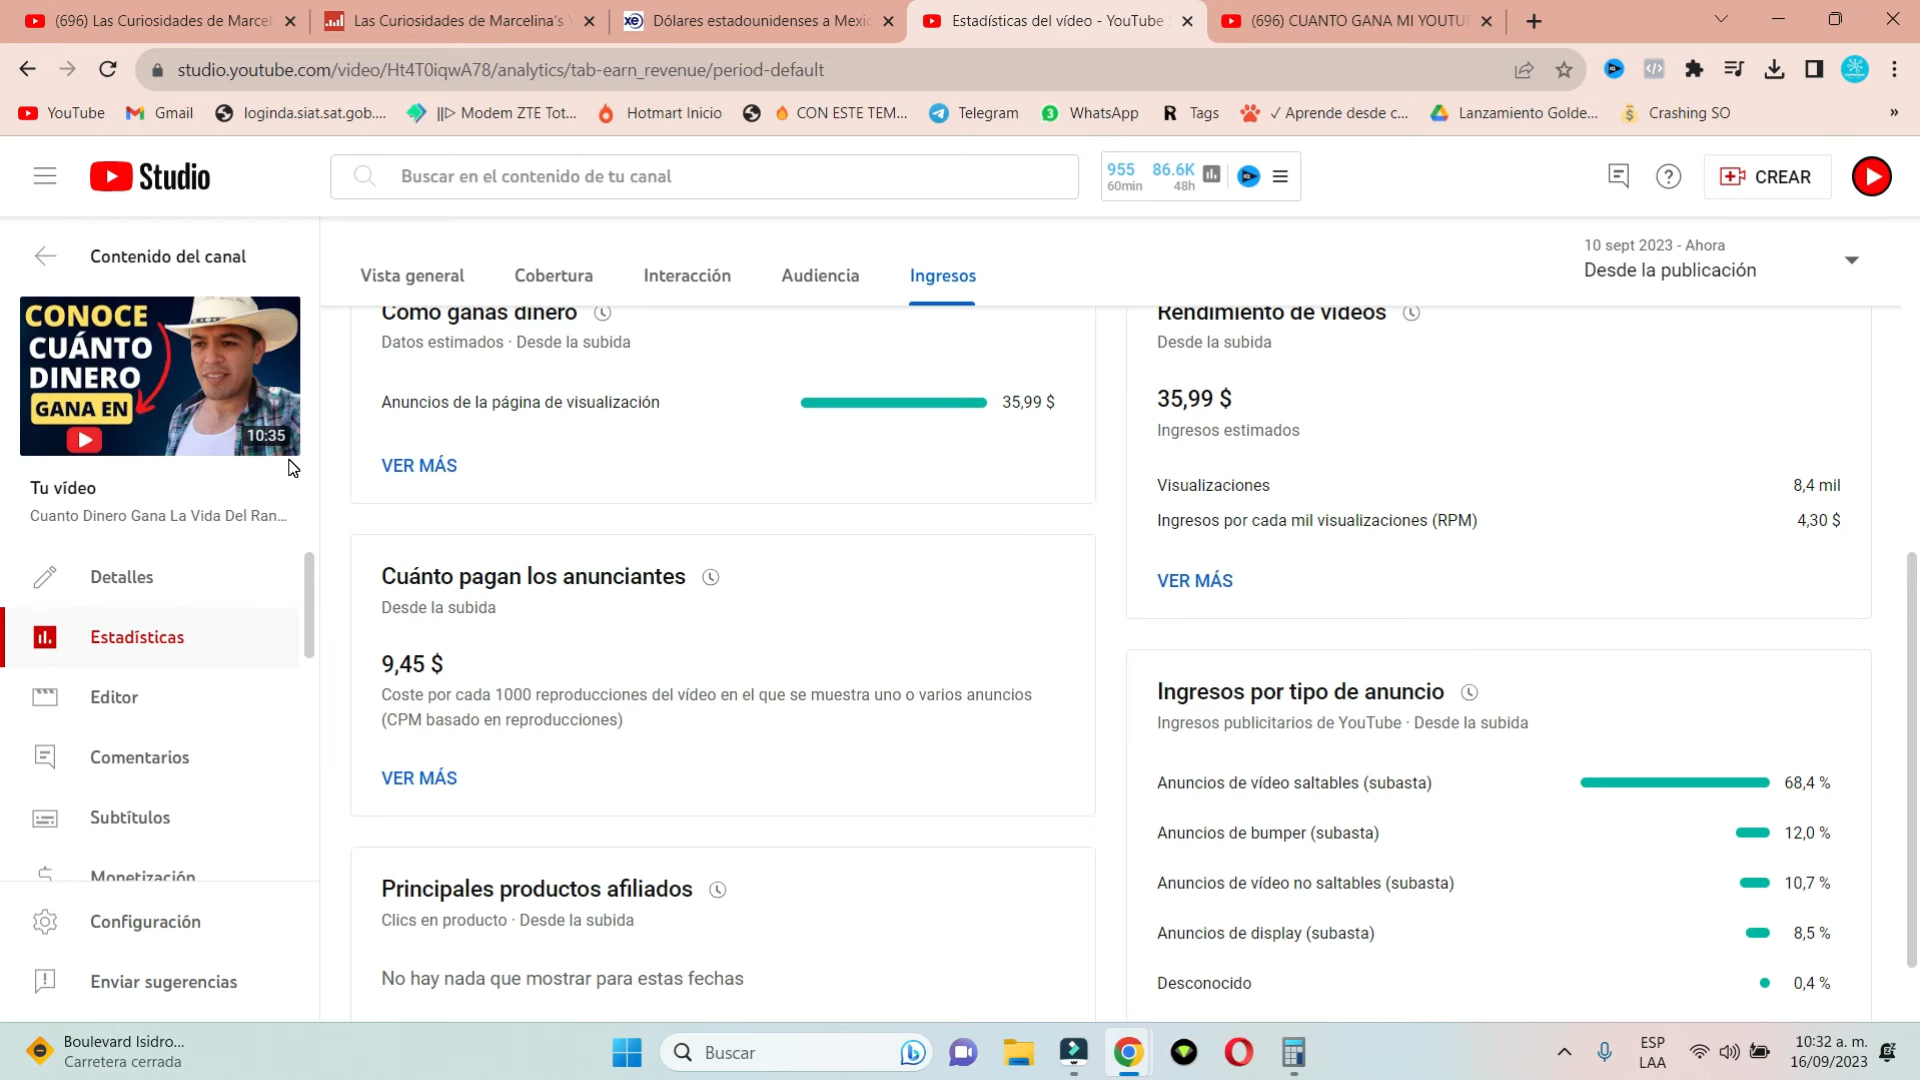 (696) Las Curiosidades de Marcel
Las Curiosidades de Marcelina's Y
Dólares estadounidenses a Mexic
Estadísticas del vídeo - YouTube S
(696) CUANTO GANA MI YOUTU
studio.youtube.com/video/Ht4T0iqwA78/analytics/tab-earn_revenue/period-default
YouTube
Gmail
loginda.siat.sat.gob....
||▷ Modem ZTE Tot...
Hotmart Inicio
CON ESTE TEM...
Telegram
WhatsApp
Tags
✓ Aprende desde c...
Lanzamiento Golde...
Crashing SO
»
Studio
Buscar en el contenido de tu canal
955 86.6K
60min 48h
CREAR
Contenido del canal
CONOCE
CUÁNTO
DINERO
GANA EN
10:35
Tu vídeo
Cuanto Dinero Gana La Vida Del Ran...
Detalles
Estadísticas
Editor
Comentarios
Subtítulos
Monetización
Configuración
Enviar sugerencias
Vista general
Cobertura
Interacción
Audiencia
Ingresos
10 sept 2023 - Ahora
Desde la publicación
Cómo ganas dinero
Datos estimados · Desde la subida
Anuncios de la página de visualización 35,99 $
VER MÁS
Cuánto pagan los anunciantes
Desde la subida
9,45 $
Coste por cada 1000 reproducciones del vídeo en el que se muestra uno o varios anuncios
(CPM basado en reproducciones)
VER MÁS
Principales productos afiliados
Clics en producto · Desde la subida
No hay nada que mostrar para estas fechas
Rendimiento de vídeos
Desde la subida
35,99 $
Ingresos estimados
Visualizaciones 8,4 mil
Ingresos por cada mil visualizaciones (RPM) 4,30 $
VER MÁS
Ingresos por tipo de anuncio
Ingresos publicitarios de YouTube · Desde la subida
Anuncios de vídeo saltables (subasta) 68,4 %
Anuncios de bumper (subasta) 12,0 %
Anuncios de vídeo no saltables (subasta) 10,7 %
Anuncios de display (subasta) 8,5 %
Desconocido 0,4 %
Boulevard Isidro...
Carretera cerrada
Buscar
ESP
LAA
10:32 a. m.
16/09/2023